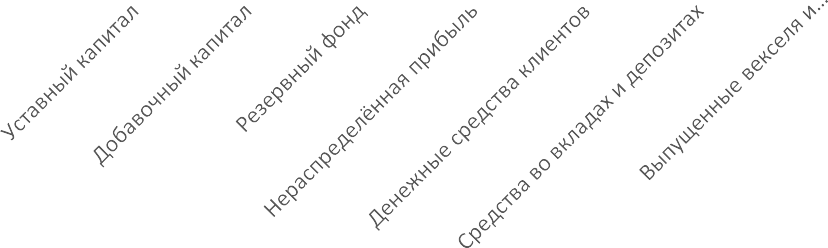 Уставный капитал
Добавочный капитал
Резервный фонд
Нераспределённая прибыль
Денежные средства клиентов
Средства во вкладах и депозитах
Выпущенные векселя и...